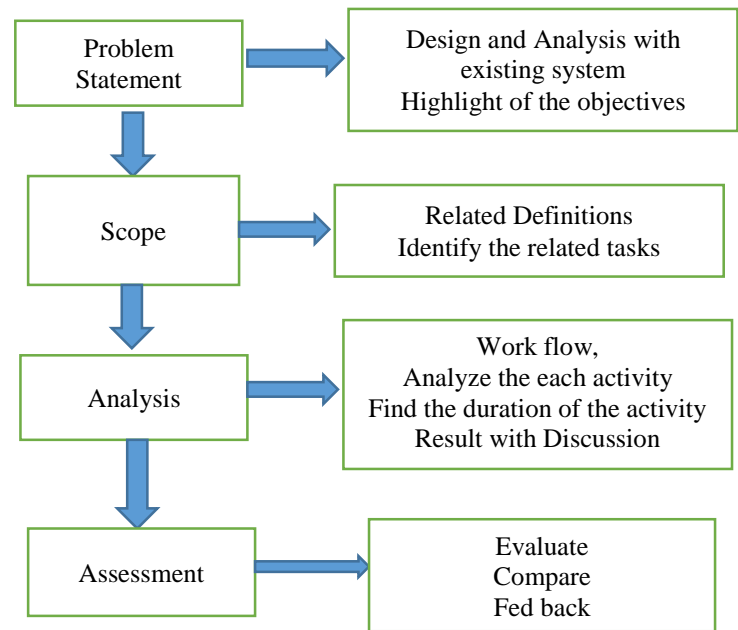 Problem
Statement
Design and Analysis with
existing system
Highlight of the objectives
Scope
Related Definitions
Identify the related tasks
Analysis
Work flow,
Analyze the each activity
Find the duration of the activity
Result with Discussion
Assessment
Evaluate
Compare
Fed back